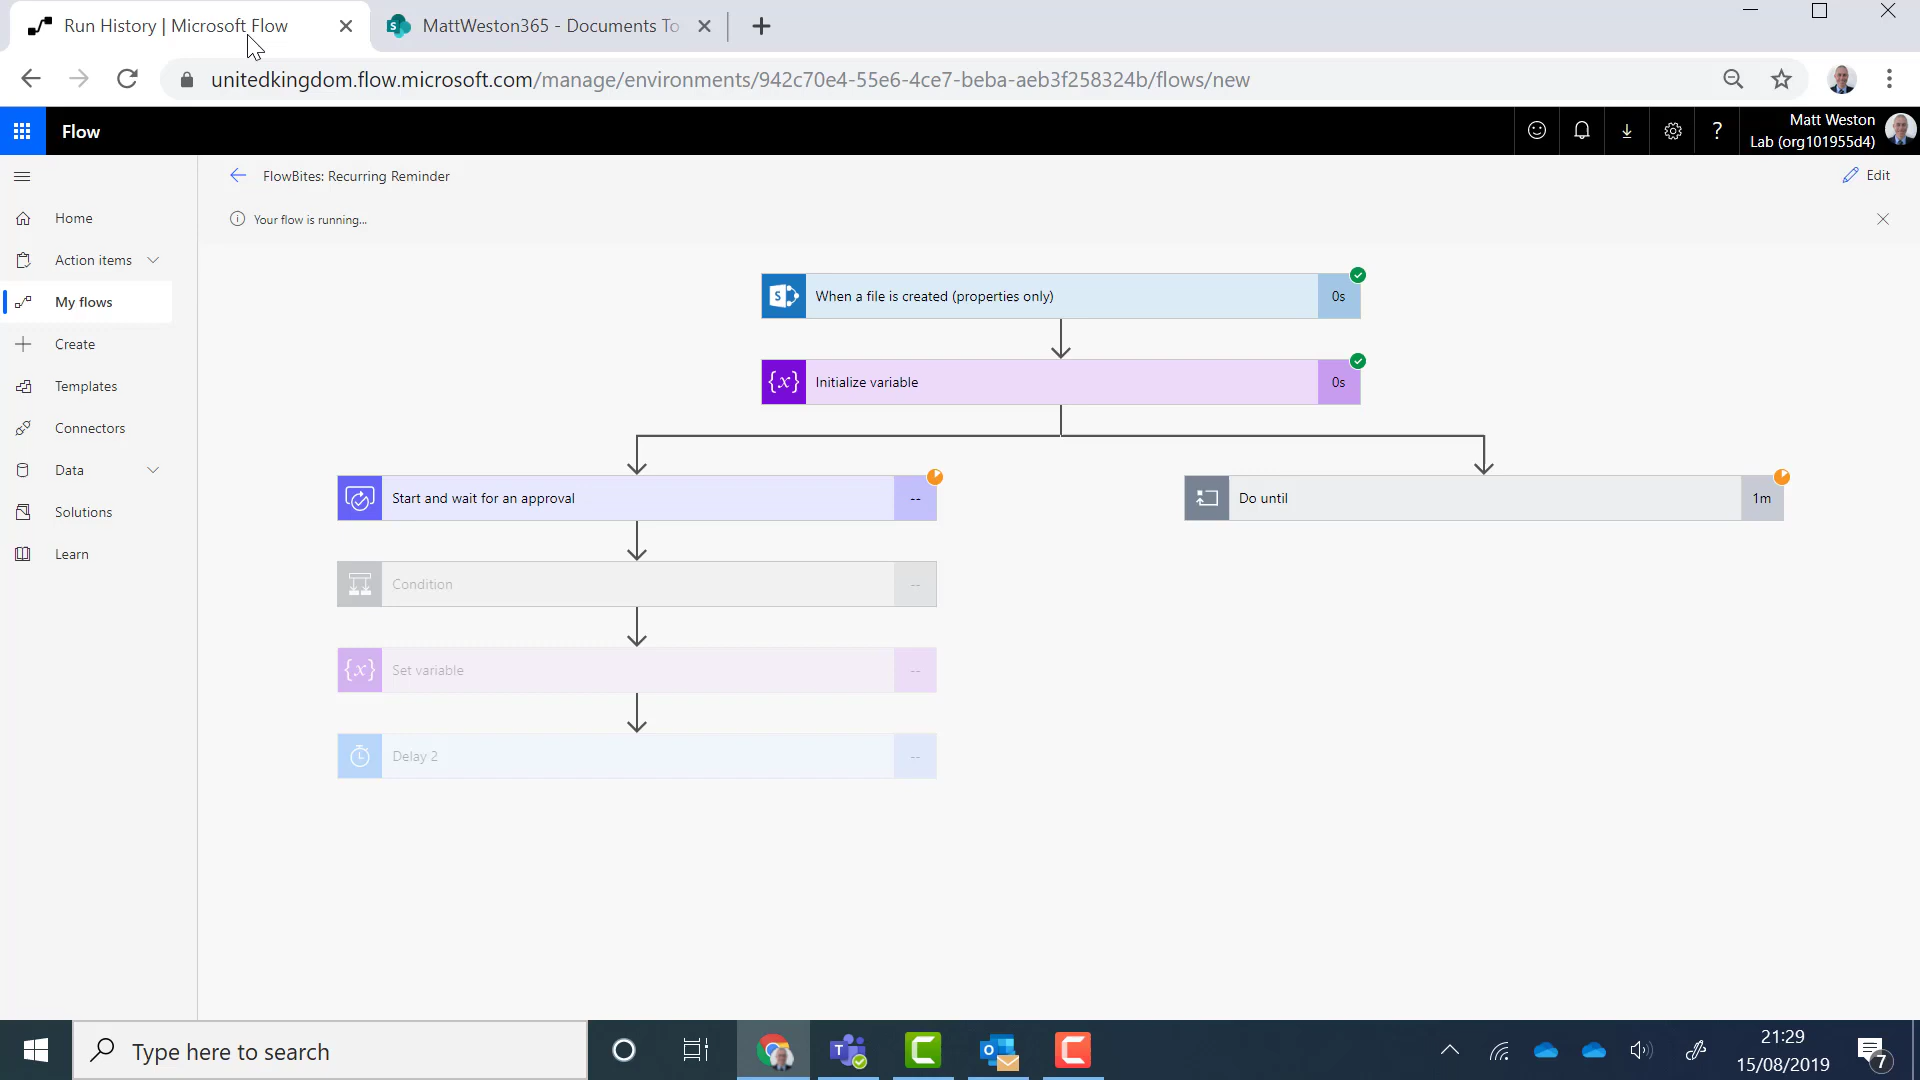 Run History | Microsoft Flow
MattWeston365 - Documents To
unitedkingdom.flow.microsoft.com/manage/environments/942c70e4-55e6-4ce7-beba-aeb3f258324b/flows/new
Flow
Matt Weston
Lab (org101955d4)
FlowBites: Recurring Reminder
Edit
Your flow is running...
Home
Action items
My flows
Create
Templates
Connectors
Data
Solutions
Learn
When a file is created (properties only)
0s
Initialize variable
0s
Start and wait for an approval
--
Do until
1m
Condition
--
Set variable
--
Delay 2
--
Type here to search
21:29
15/08/2019
7